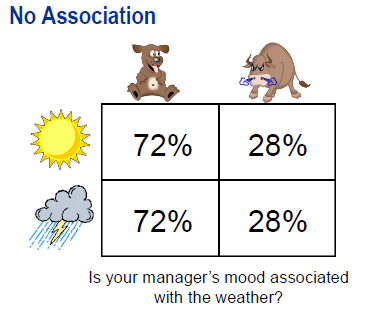 No Association
72% 28%
72% 28%
Is your manager's mood associated
with the weather?